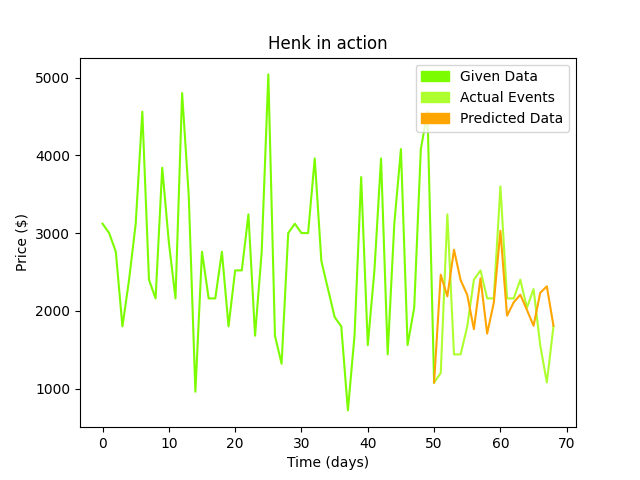 Henk in action
Given Data
Actual Events
Predicted Data
Price ($)
5000
4000
3000
2000
1000
0 10 20 30 40 50 60 70
Time (days)